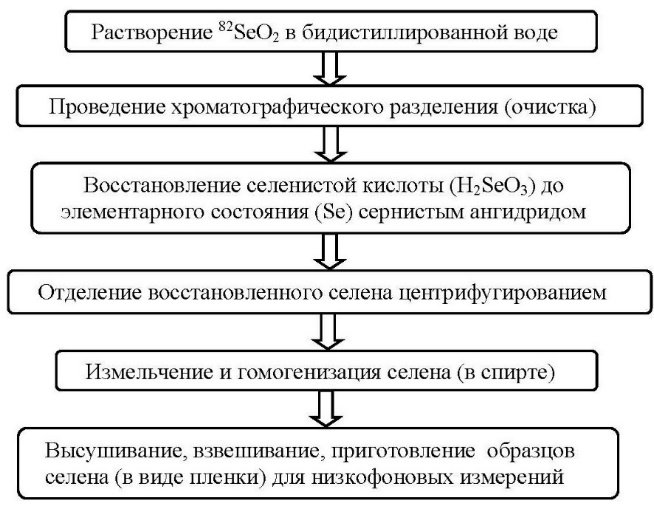 Растворение ⁸²SeO₂ в бидистиллированной воде
Проведение хроматографического разделения (очистка)
Восстановление селенистой кислоты (H₂SeO₃) до
элементарного состояния (Se) сернистым ангидридом
Отделение восстановленного селена центрифугированием
Измельчение и гомогенизация селена (в спирте)
Высушивание, взвешивание, приготовление образцов
селена (в виде пленки) для низкофоновых измерений